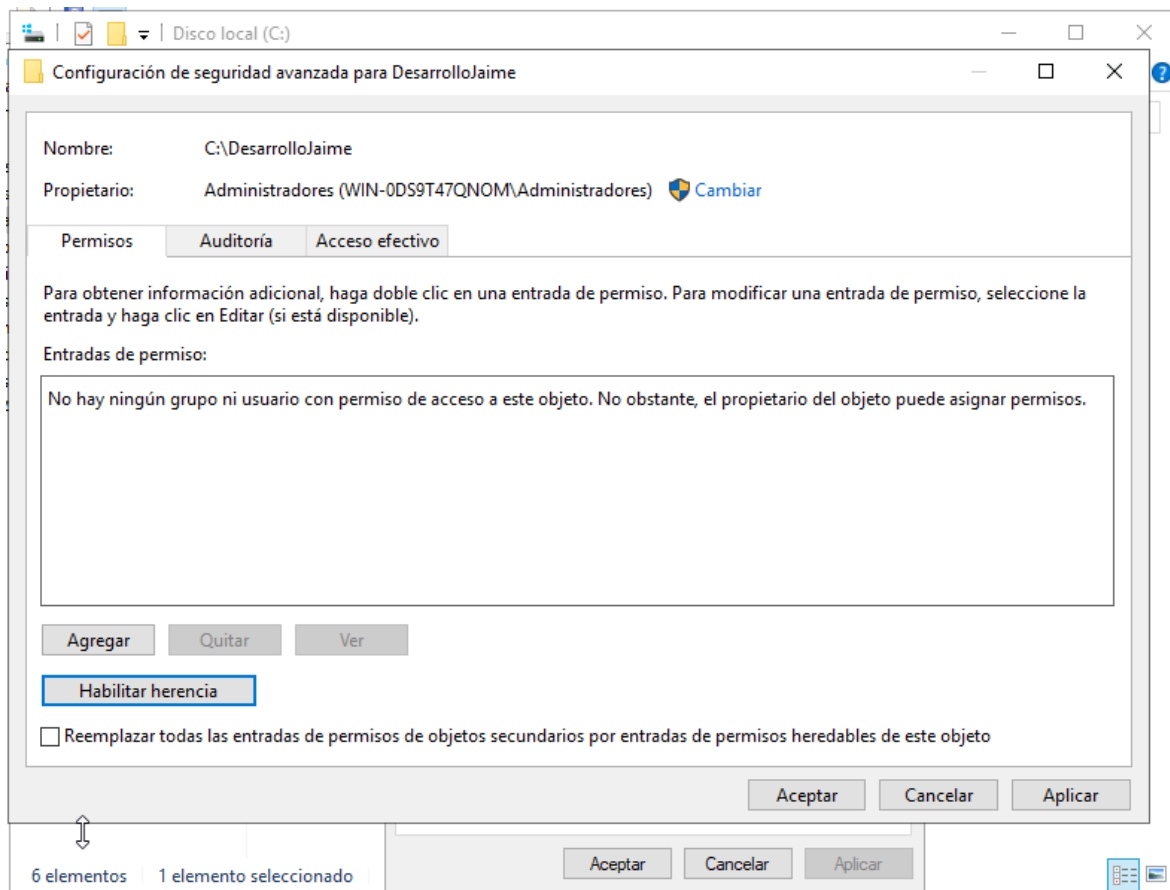 Disco local (C:)
Configuración de seguridad avanzada para DesarrolloJaime
Nombre: C:\DesarrolloJaime
Propietario: Administradores (WIN-0DS9T47QNOM\Administradores) Cambiar
Permisos Auditoría Acceso efectivo
Para obtener información adicional, haga doble clic en una entrada de permiso. Para modificar una entrada de permiso, seleccione la
entrada y haga clic en Editar (si está disponible).
Entradas de permiso:
No hay ningún grupo ni usuario con permiso de acceso a este objeto. No obstante, el propietario del objeto puede asignar permisos.
Agregar Quitar Ver
Habilitar herencia
Reemplazar todas las entradas de permisos de objetos secundarios por entradas de permisos heredables de este objeto
Aceptar Cancelar Aplicar
Aceptar Cancelar Aplicar
6 elementos 1 elemento seleccionado